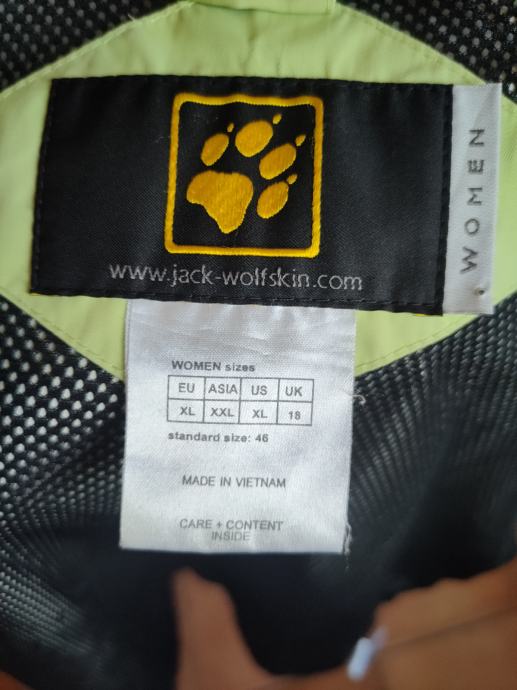 www.jack-wolfskin.com
WOMEN
WOMEN sizes
EU ASIA US UK
XL XXL XL 18
standard size: 46
MADE IN VIETNAM
CARE + CONTENT
INSIDE